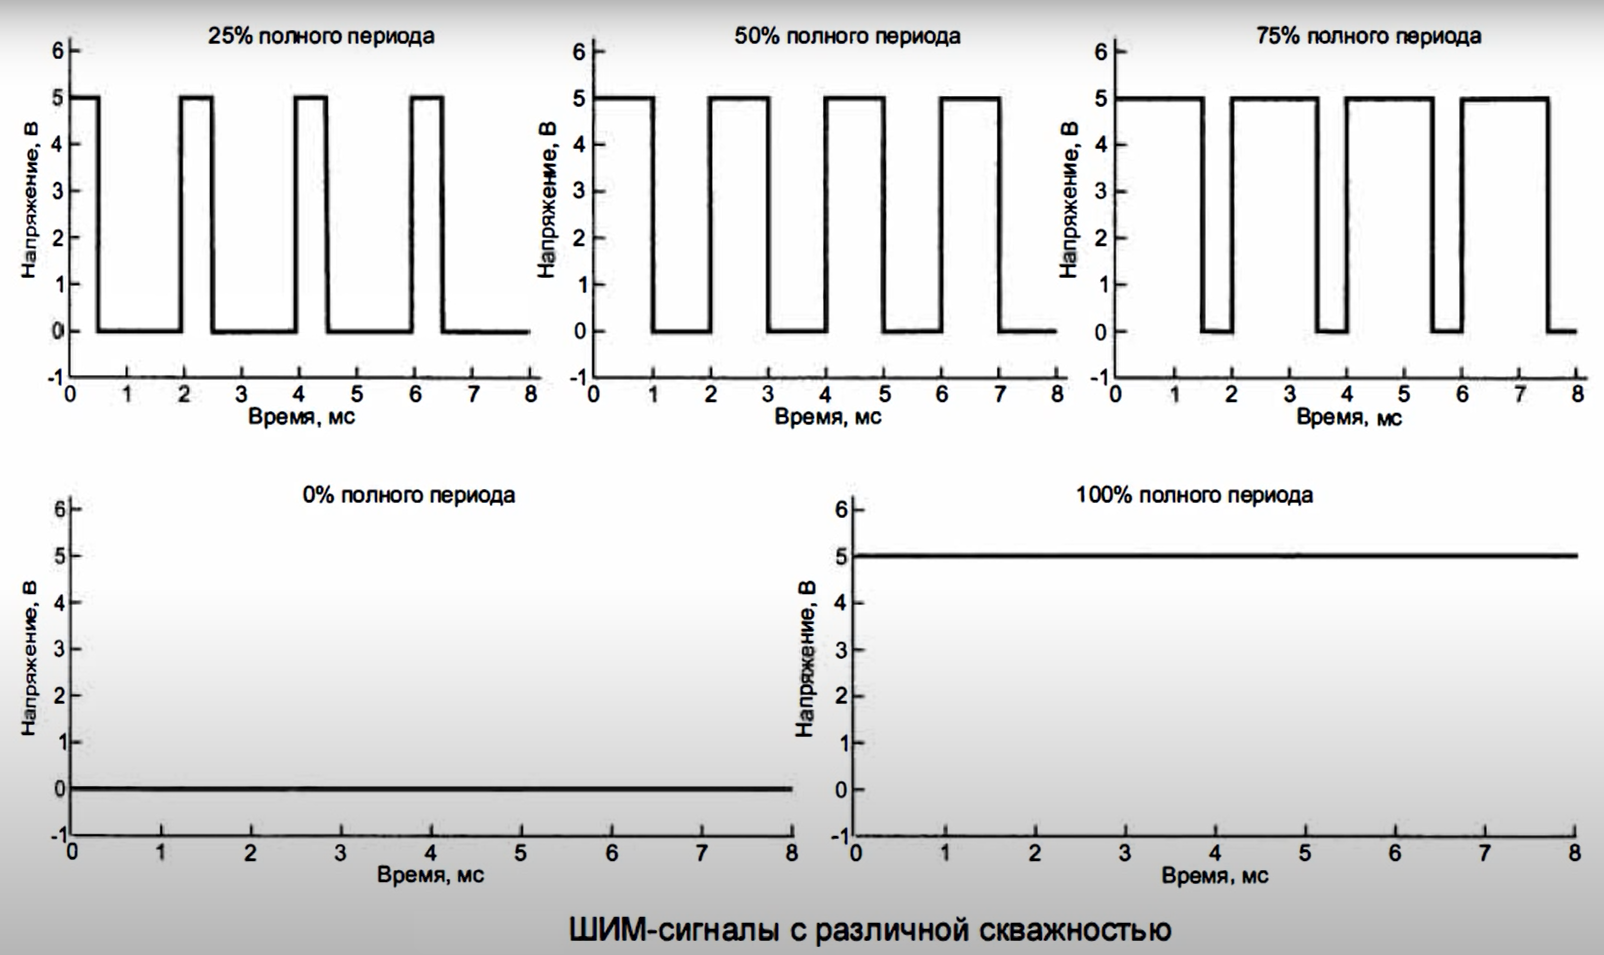 25% полного периода
50% полного периода
75% полного периода
6
5
4
3
2
1
0
-1
Напряжение, В
0 1 2 3 4 5 6 7 8
Время, мс
6
5
4
3
2
1
0
-1
Напряжение, В
0 1 2 3 4 5 6 7 8
Время, мс
6
5
4
3
2
1
0
-1
Напряжение, В
0 1 2 3 4 5 6 7 8
Время, мс
0% полного периода
6
5
4
3
2
1
0
-1
Напряжение, В
0 1 2 3 4 5 6 7 8
Время, мс
100% полного периода
6
5
4
3
2
1
0
-1
Напряжение, В
0 1 2 3 4 5 6 7 8
Время, мс
ШИМ-сигналы с различной скважностью